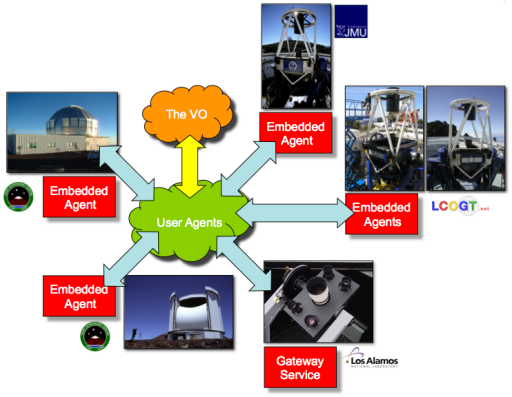 JMU
The VO
Embedded
Agent
Embedded
Agent
User Agents
Embedded
Agents
LCOGT.net
Embedded
Agent
Gateway
Service
Los Alamos
NATIONAL LABORATORY